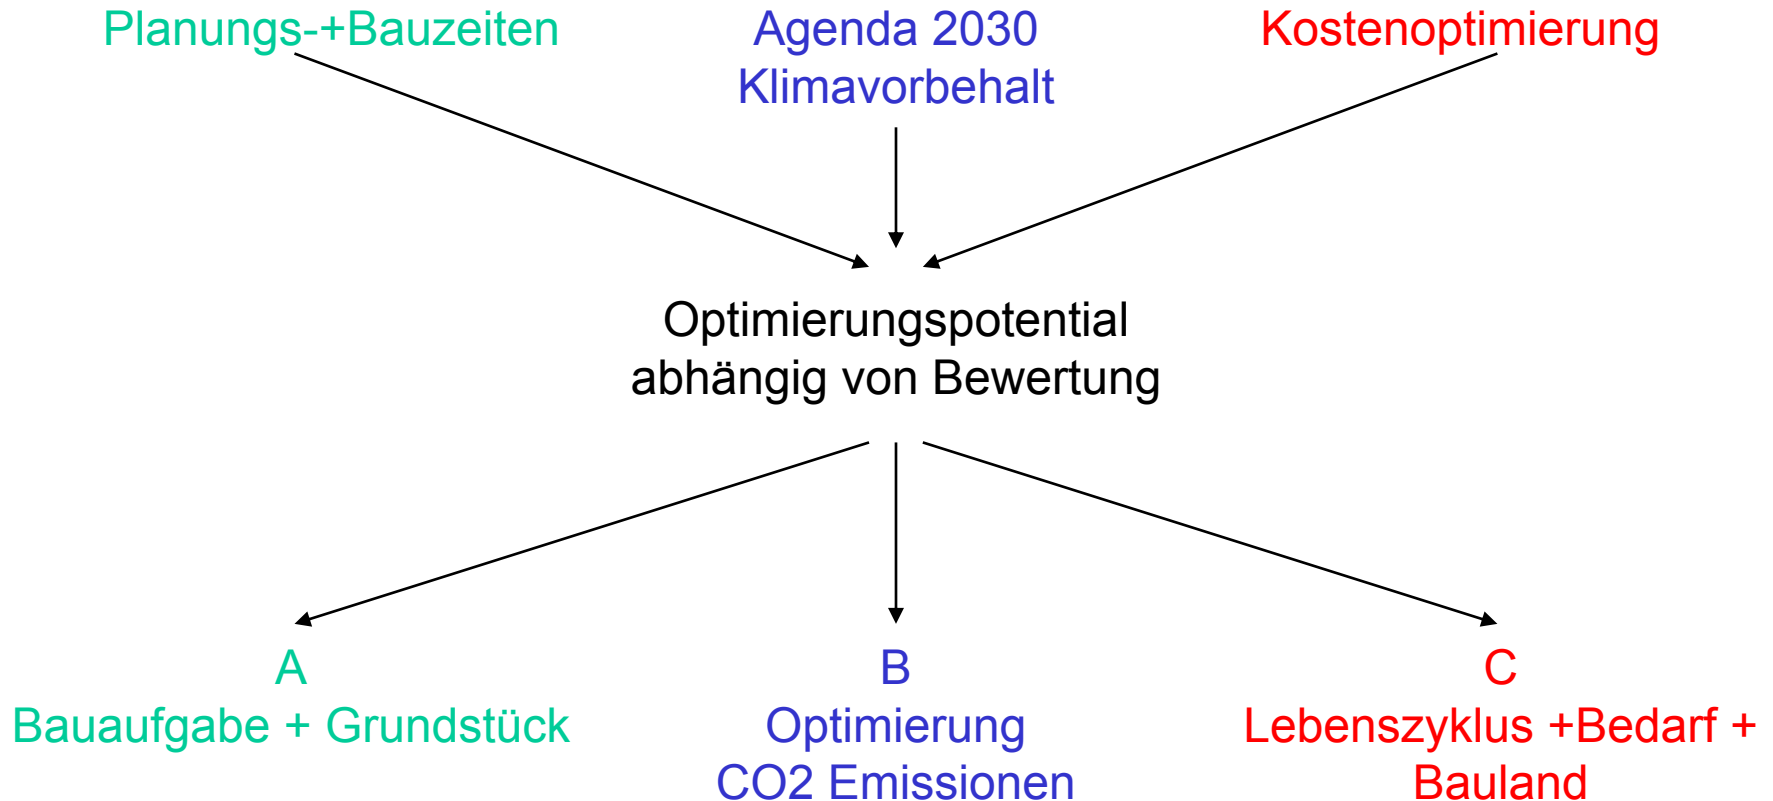 Planungs-+Bauzeiten
Agenda 2030
Klimavorbehalt
Kostenoptimierung
Optimierungspotential
abhängig von Bewertung
A
Bauaufgabe + Grundstück
B
Optimierung
CO2 Emissionen
C
Lebenszyklus +Bedarf +
Bauland